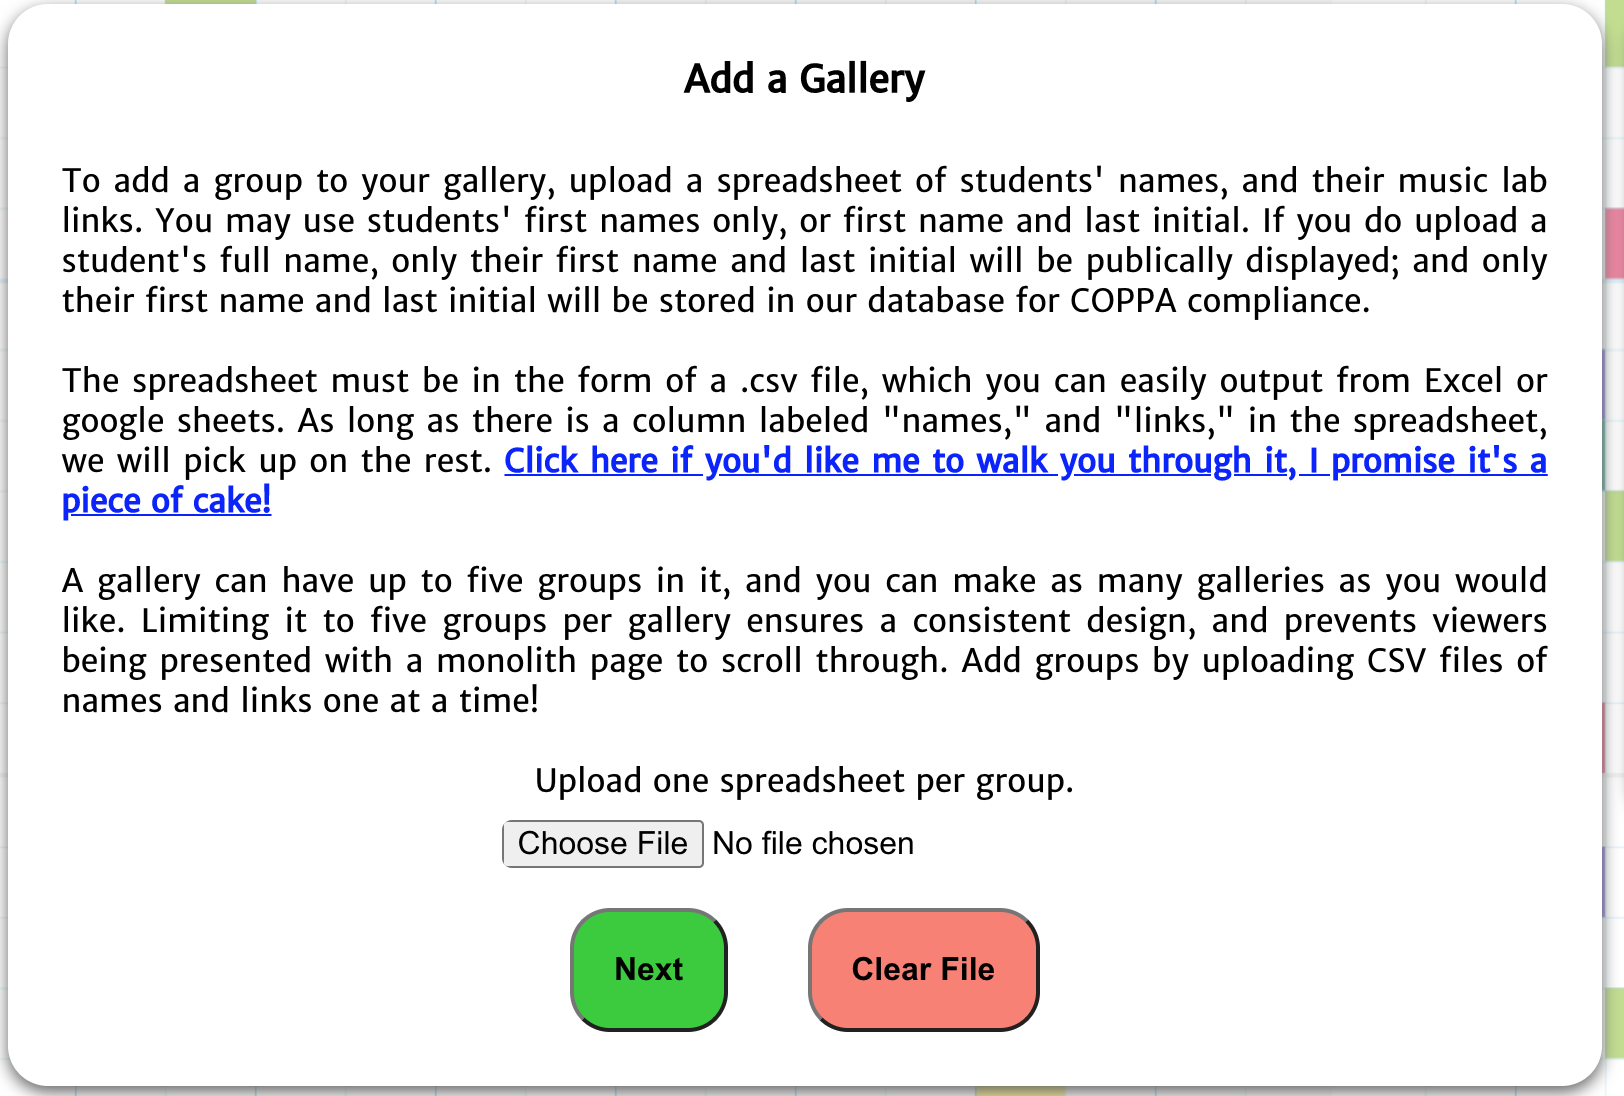 Add a Gallery
To add a group to your gallery, upload a spreadsheet of students' names, and their music lab
links. You may use students' first names only, or first name and last initial. If you do upload a
student's full name, only their first name and last initial will be publically displayed; and only
their first name and last initial will be stored in our database for COPPA compliance.
The spreadsheet must be in the form of a .csv file, which you can easily output from Excel or
google sheets. As long as there is a column labeled "names," and "links," in the spreadsheet,
we will pick up on the rest. Click here if you'd like me to walk you through it, I promise it's a
piece of cake!
A gallery can have up to five groups in it, and you can make as many galleries as you would
like. Limiting it to five groups per gallery ensures a consistent design, and prevents viewers
being presented with a monolith page to scroll through. Add groups by uploading CSV files of
names and links one at a time!
Upload one spreadsheet per group.
Choose File No file chosen
Next Clear File